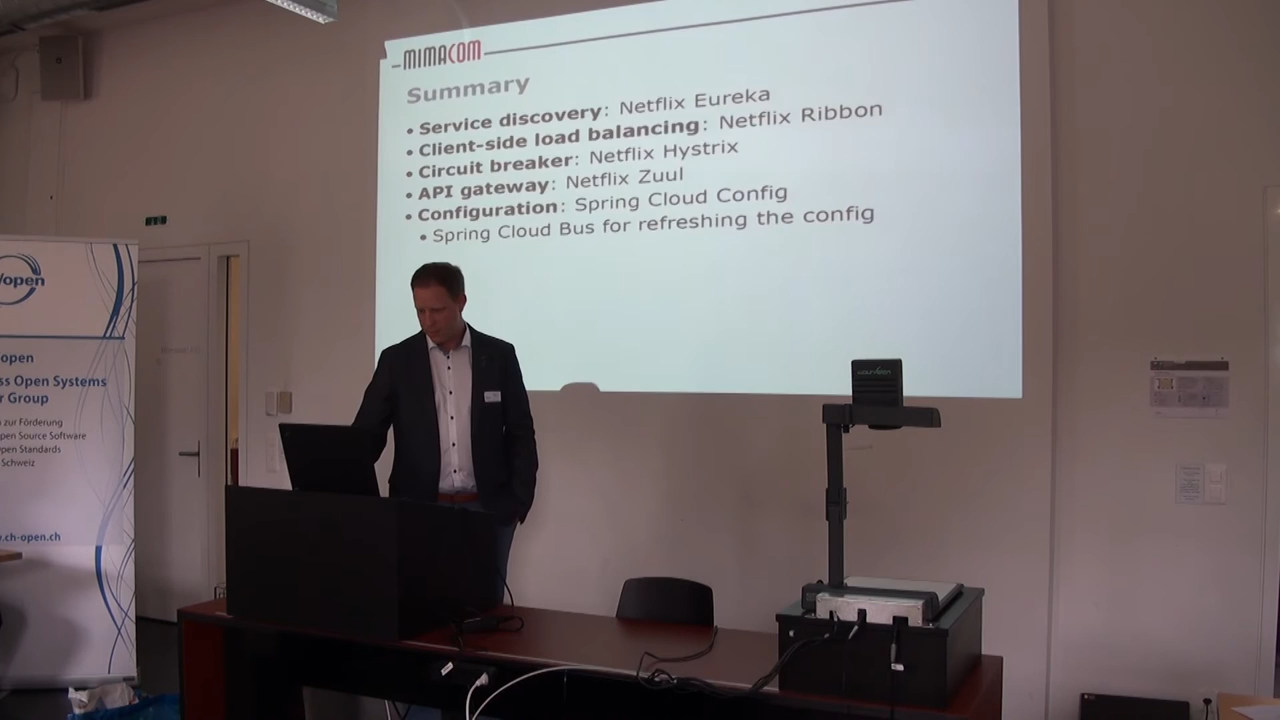 MIMACOM
Summary
• Service discovery: Netflix Eureka
• Client-side load balancing: Netflix Ribbon
• Circuit breaker: Netflix Hystrix
• API gateway: Netflix Zuul
• Configuration: Spring Cloud Config
• Spring Cloud Bus for refreshing the config
/open
open
ss Open Systems
r Group
zur Förderung
pen Source Software
pen Standards
Schweiz
.ch-open.ch
WOLFVISION